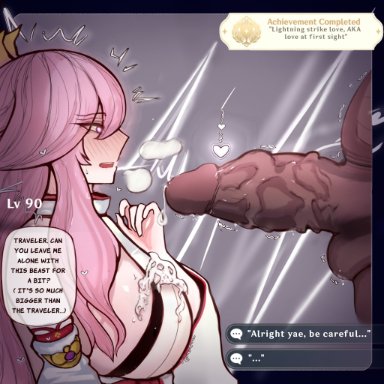 Achievement Completed
"Lightning strike love, AKA
love at first sight"
Lv 90
TRAVELER, CAN
YOU LEAVE ME
ALONE WITH
THIS BEAST FOR
A BIT?
( IT'S SO MUCH
BIGGER THAN
THE TRAVELER..)
"Alright yae, be careful..."
"..."